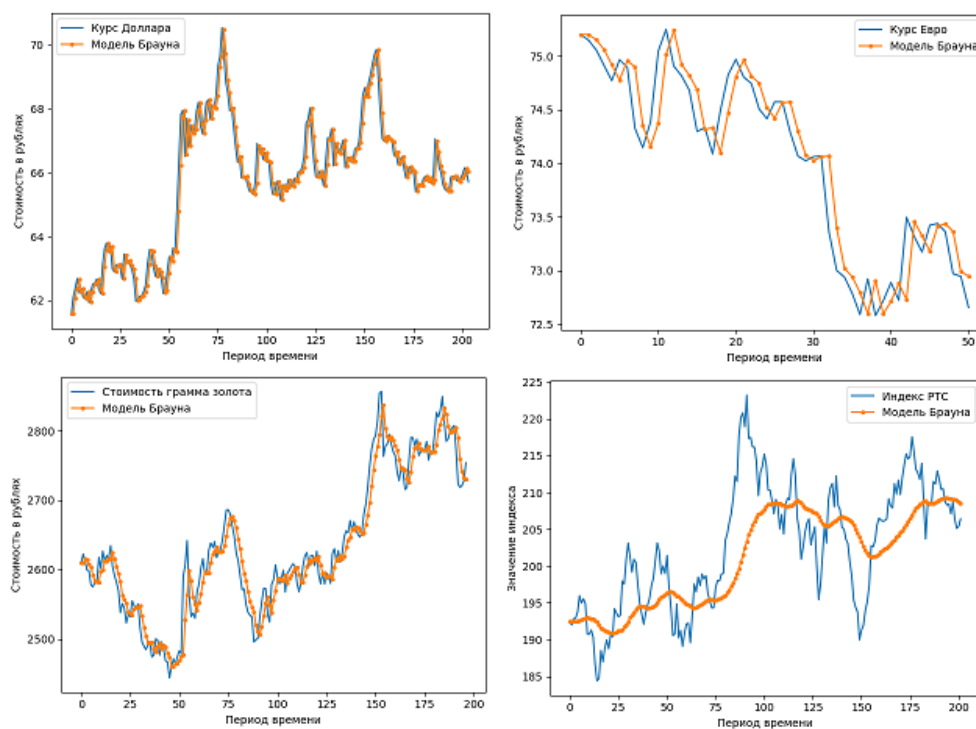 Курс Доллара
Модель Брауна
Стоимость в рублях
70
68
66
64
62
0 25 50 75 100 125 150 175 200
Период времени
Курс Евро
Модель Брауна
Стоимость в рублях
75.0
74.5
74.0
73.5
73.0
72.5
0 10 20 30 40 50
Период времени
Стоимость грамма золота
Модель Брауна
Стоимость в рублях
2800
2700
2600
2500
0 25 50 75 100 125 150 175 200
Период времени
Индекс РТС
Модель Брауна
Значение индекса
225
220
215
210
205
200
195
190
185
0 25 50 75 100 125 150 175 200
Период времени